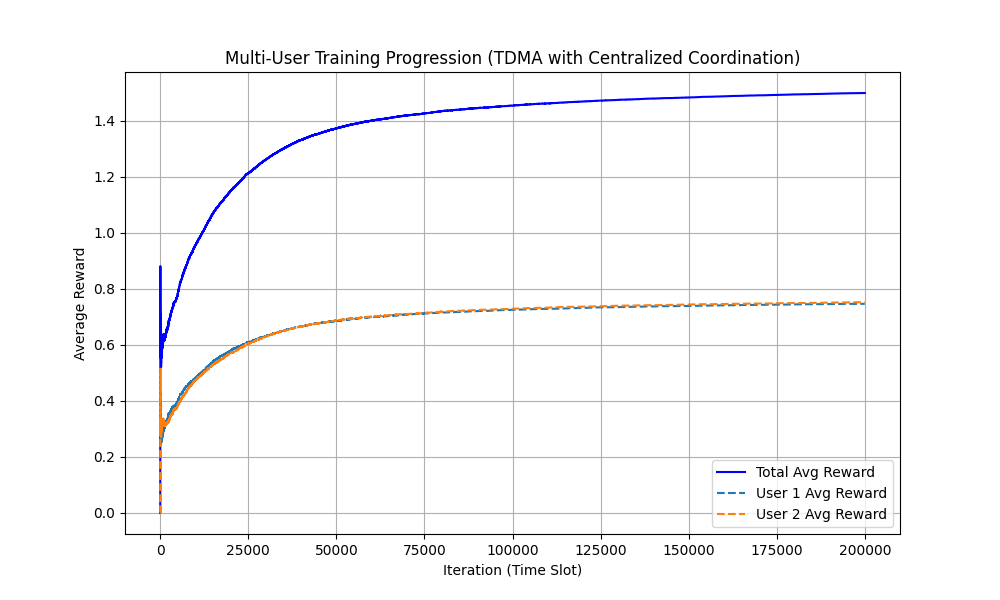 Multi-User Training Progression (TDMA with Centralized Coordination)
Average Reward
1.4
1.2
1.0
0.8
0.6
0.4
0.2
0.0
Total Avg Reward
User 1 Avg Reward
User 2 Avg Reward
0 25000 50000 75000 100000 125000 150000 175000 200000
Iteration (Time Slot)